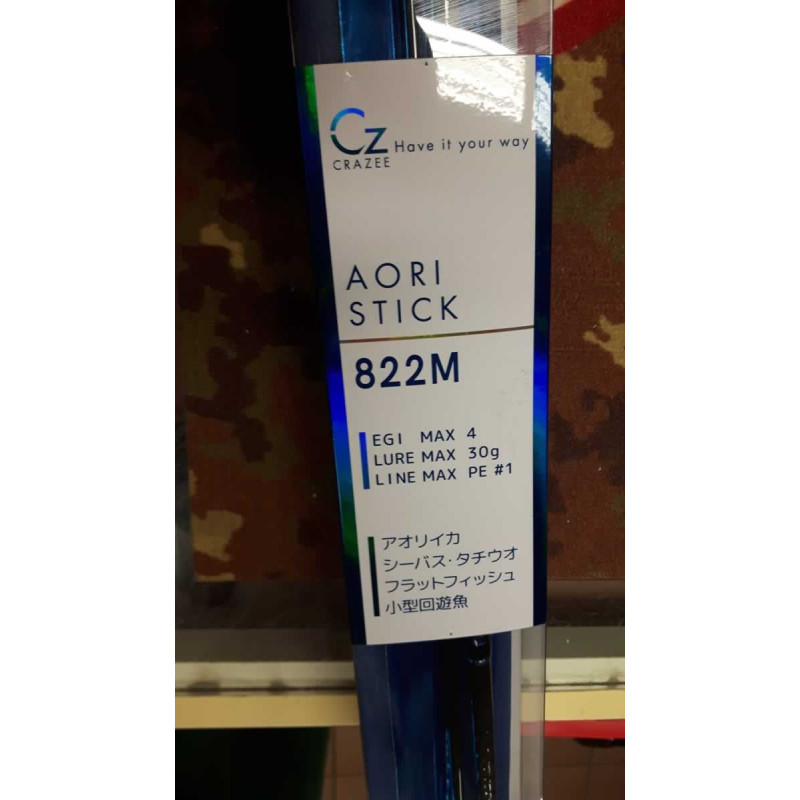 Cz
CRAZEE
Have it your way
AORI
STICK
822M
EGI MAX 4
LURE MAX 30g
LINE MAX PE #1
アオリイカ
シーバス・タチウオ
フラットフィッシュ
小型回遊魚